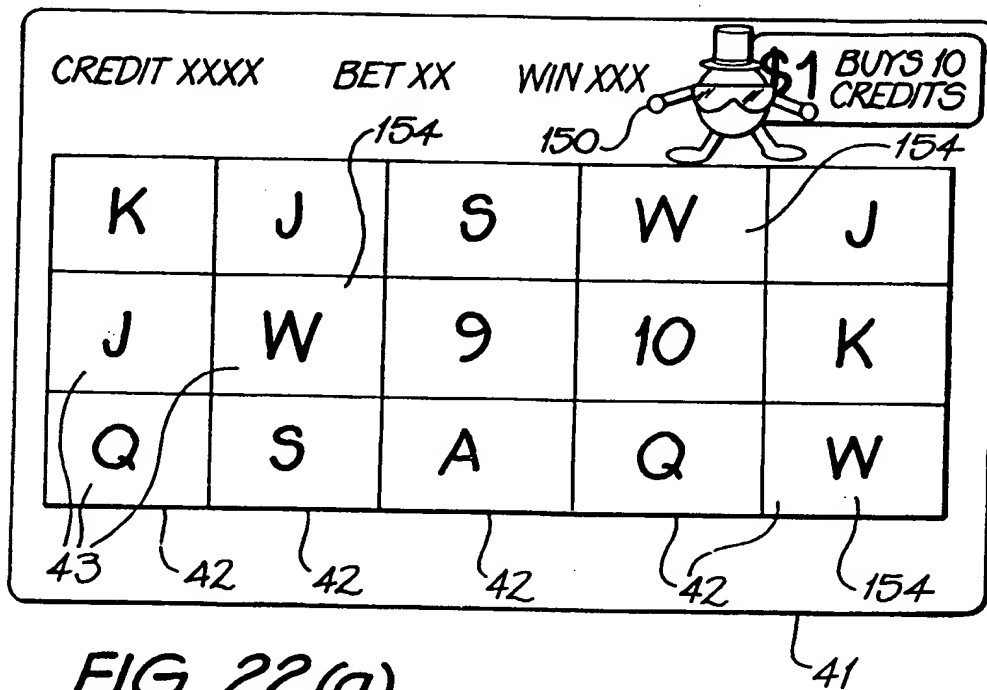 CREDIT XXXX BET XX WIN XXX $1 BUYS 10
CREDITS
154 150 154
K J S W J
J W 9 10 K
Q S A Q W
43 42 42 42 42 154
41
FIG. 22(a)